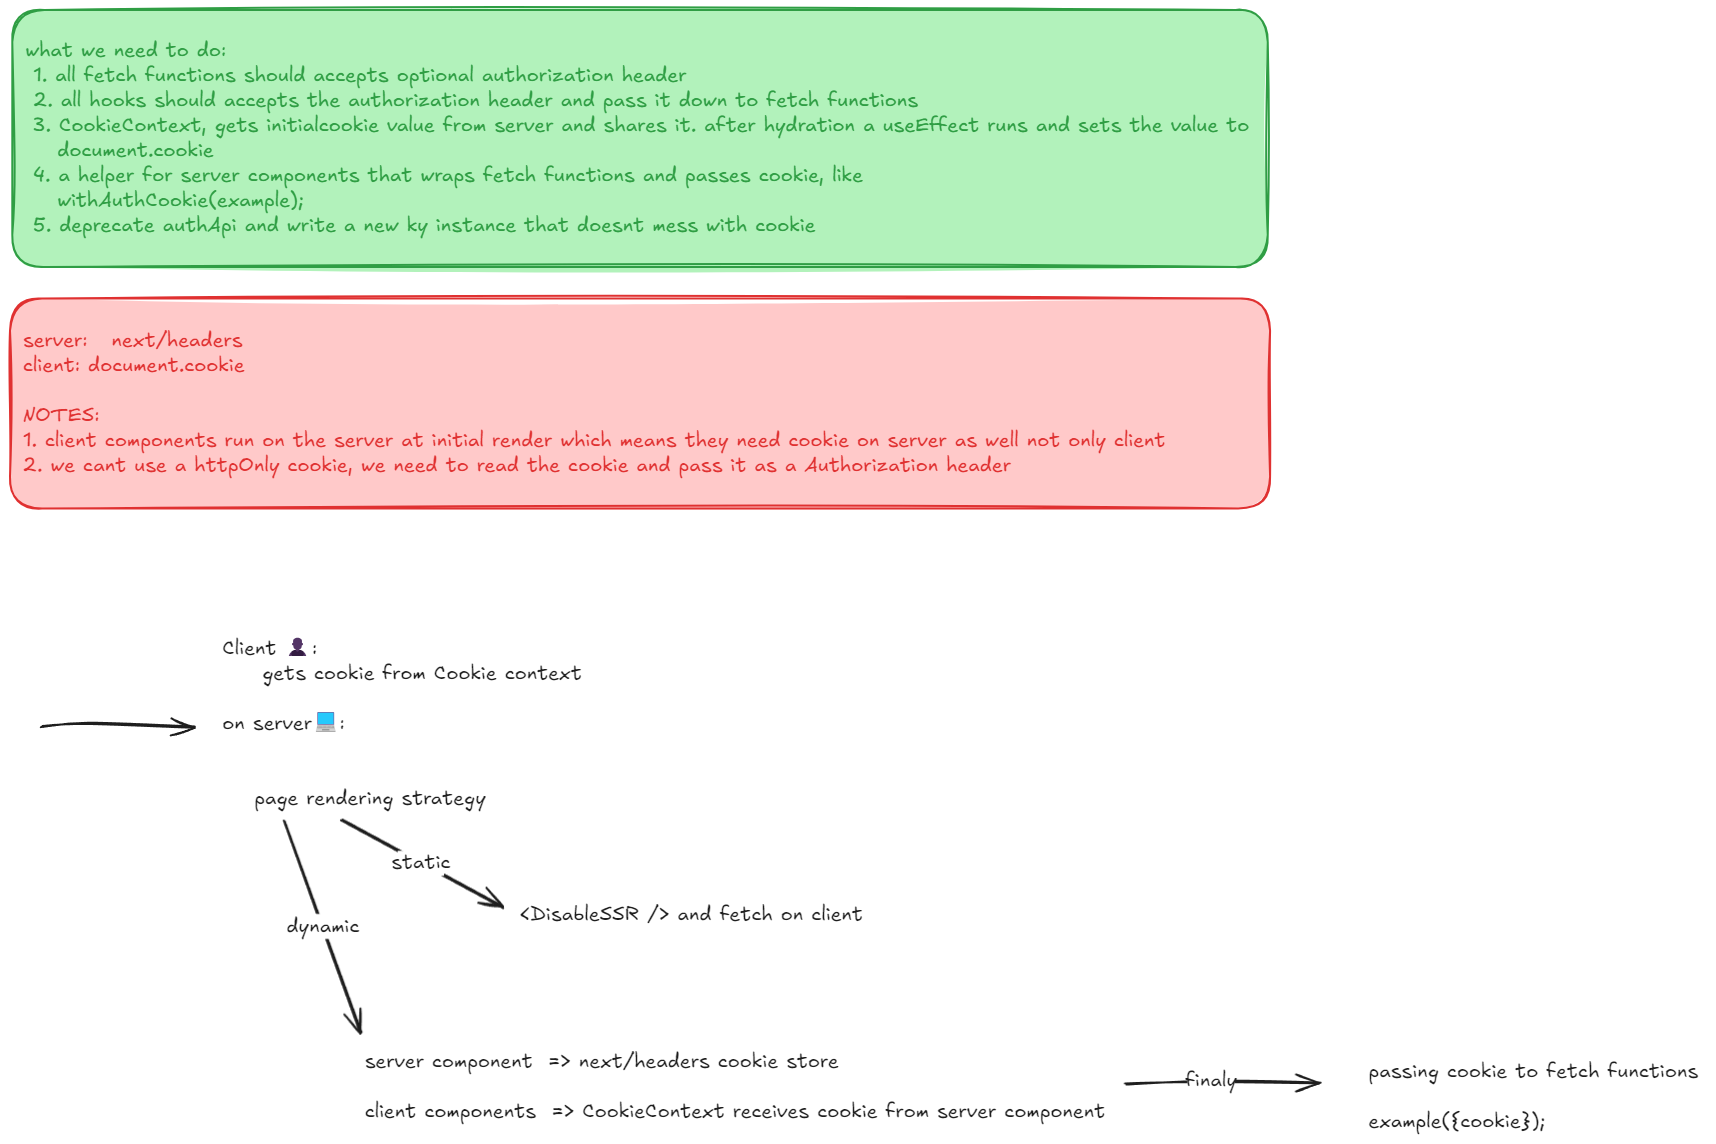 what we need to do:
1. all fetch functions should accepts optional authorization header
2. all hooks should accepts the authorization header and pass it down to fetch functions
3. CookieContext, gets initialcookie value from server and shares it. after hydration a useEffect runs and sets the value to
document.cookie
4. a helper for server components that wraps fetch functions and passes cookie, like
withAuthCookie(example);
5. deprecate authApi and write a new ky instance that doesnt mess with cookie
server: next/headers
client: document.cookie
NOTES:
1. client components run on the server at initial render which means they need cookie on server as well not only client
2. we cant use a httpOnly cookie, we need to read the cookie and pass it as a Authorization header
Client 👤:
gets cookie from Cookie context
on server 💻:
page rendering strategy
static
<DisableSSR /> and fetch on client
dynamic
server component => next/headers cookie store
client components => CookieContext receives cookie from server component
finaly
passing cookie to fetch functions
example({cookie});